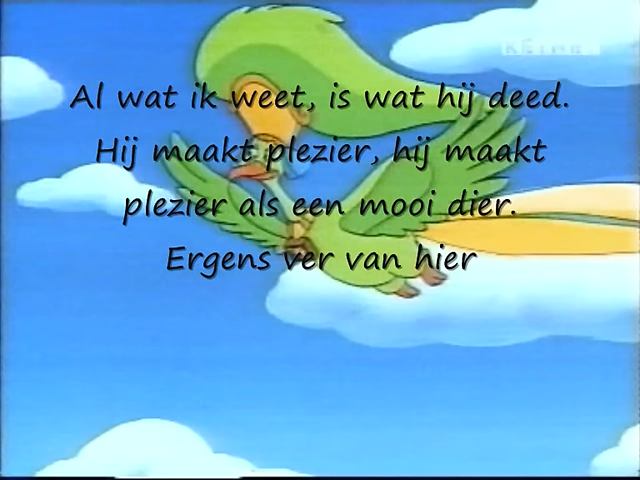 Al wat ik weet, is wat hij deed.
Hij maakt plezier, hij maakt
plezier als een mooi dier.
Ergens ver van hier